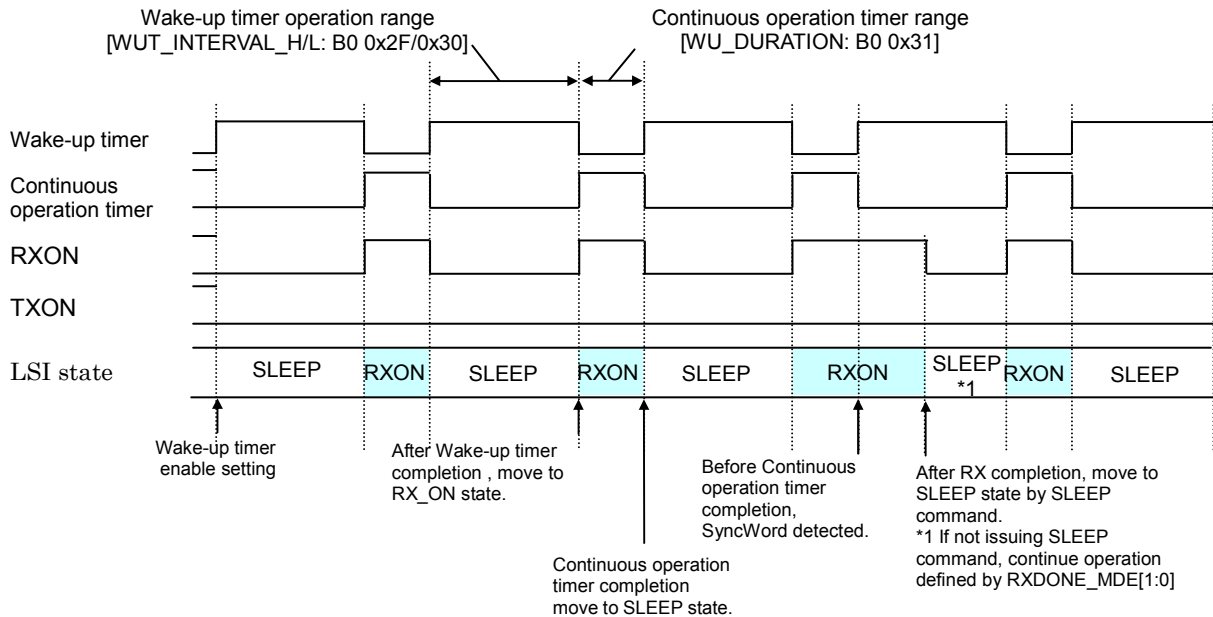 Wake-up timer operation range
[WUT_INTERVAL_H/L: B0 0x2F/0x30]
Continuous operation timer range
[WU_DURATION: B0 0x31]
Wake-up timer
Continuous
operation timer
RXON
TXON
LSI state
SLEEP
RXON
SLEEP
RXON
SLEEP
RXON
SLEEP
*1
RXON
SLEEP
Wake-up timer
enable setting
After Wake-up timer
completion , move to
RX_ON state.
Continuous operation
timer completion
move to SLEEP state.
Before Continuous
operation timer
completion,
SyncWord detected.
After RX completion, move to
SLEEP state by SLEEP
command.
*1 If not issuing SLEEP
command, continue operation
defined by RXDONE_MDE[1:0]